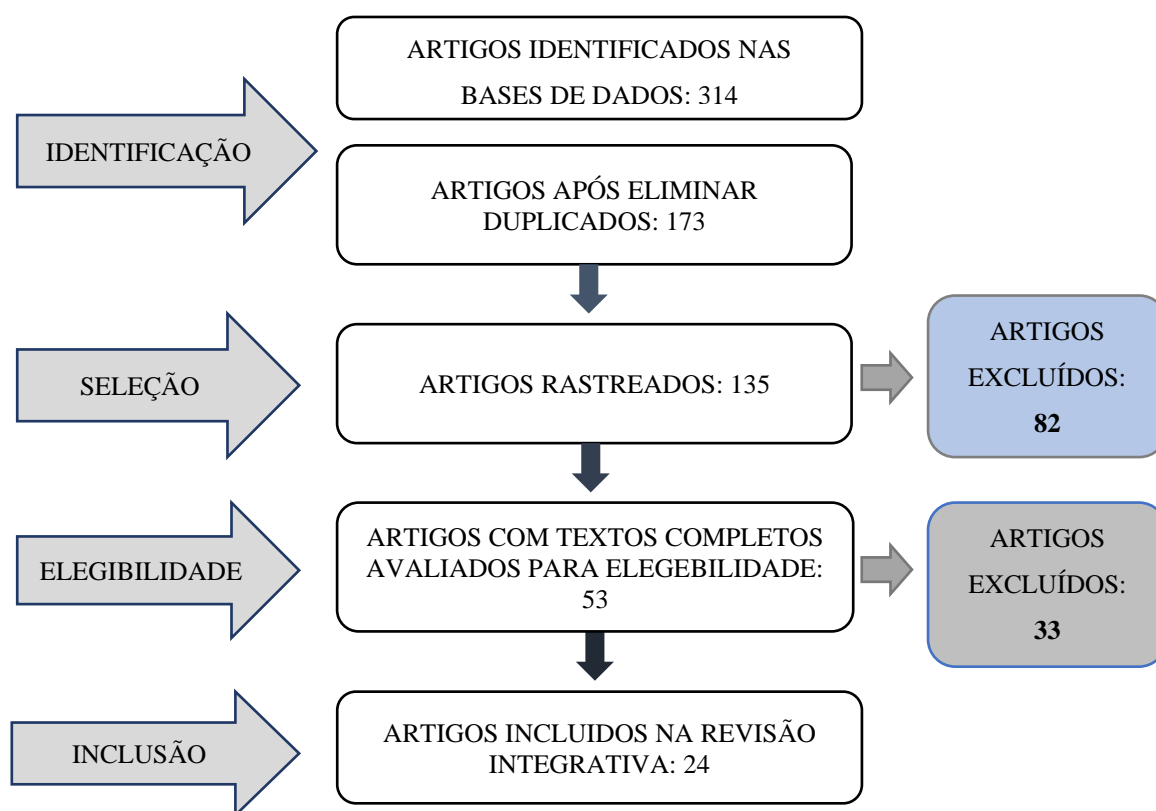 ARTIGOS IDENTIFICADOS NAS
BASES DE DADOS: 314
IDENTIFICAÇÃO
ARTIGOS APÓS ELIMINAR
DUPLICADOS: 173
SELEÇÃO
ARTIGOS RASTREADOS: 135
ARTIGOS
EXCLUÍDOS:
82
ELEGIBILIDADE
ARTIGOS COM TEXTOS COMPLETOS
AVALIADOS PARA ELEGEBILIDADE:
53
ARTIGOS
EXCLUÍDOS:
33
INCLUSÃO
ARTIGOS INCLUIDOS NA REVISÃO
INTEGRATIVA: 24